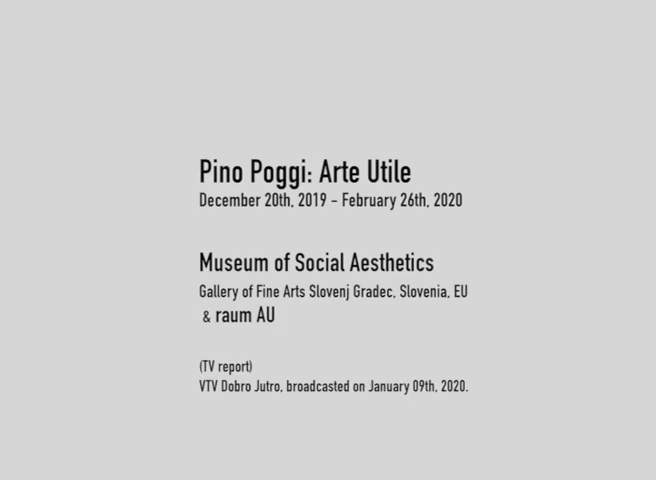 Pino Poggi: Arte Utile
December 20th, 2019 - February 26th, 2020
Museum of Social Aesthetics
Gallery of Fine Arts Slovenj Gradec, Slovenia, EU
& raum AU
(TV report)
VTV Dobro Jutro, broadcasted on January 09th, 2020.